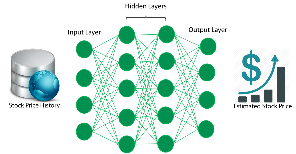 Hidden Layers
Input Layer
Output Layer
Stock Price History
Estimated Stock Price